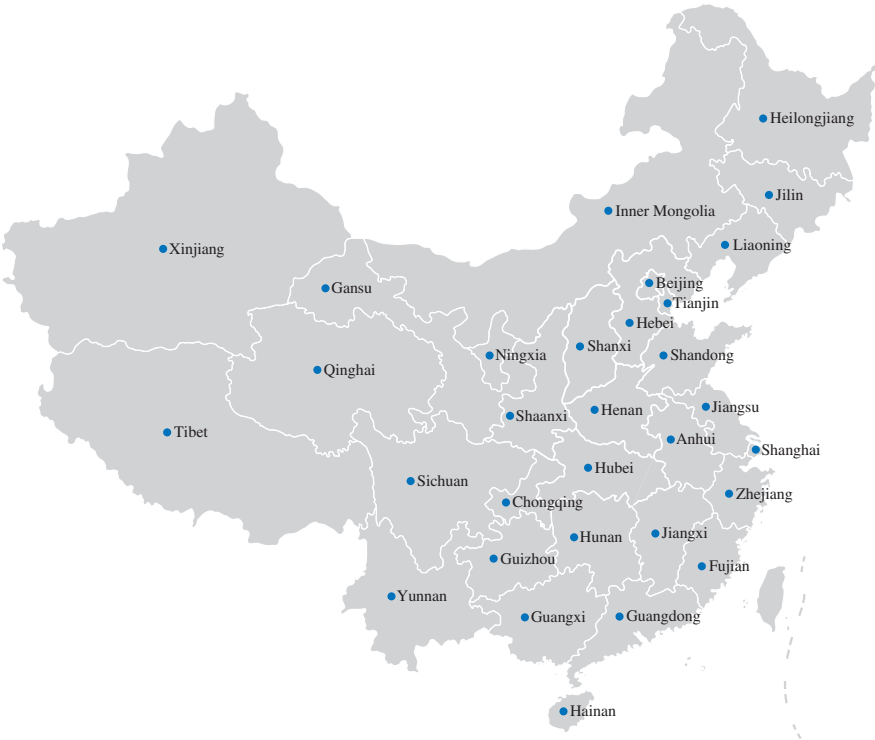 Heilongjiang
Jilin
Inner Mongolia
Liaoning
Xinjiang
Beijing
Gansu
Tianjin
Hebei
Shanxi
Ningxia
Shandong
Qinghai
Jiangsu
Henan
Shaanxi
Tibet
Anhui
Shanghai
Hubei
Sichuan
Zhejiang
Chongqing
Jiangxi
Hunan
Guizhou
Fujian
Yunnan
Guangxi
Guangdong
Hainan